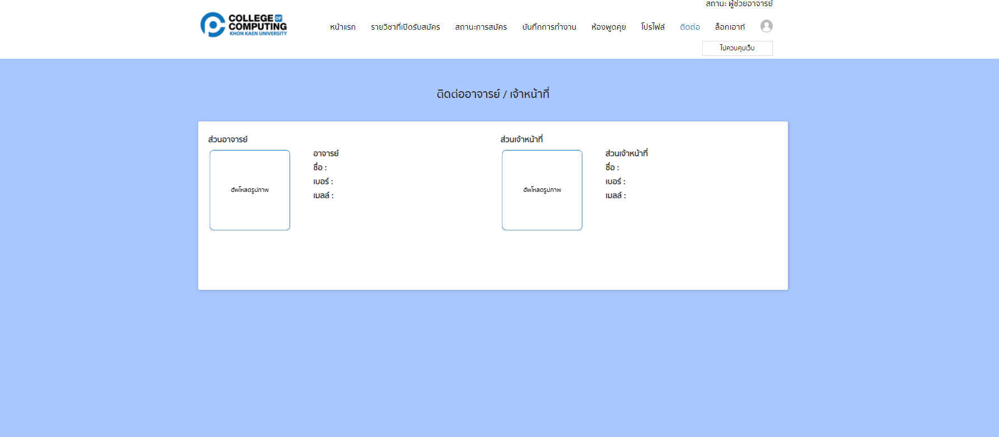 สถานะ ผู้ช่วยอาจารย์
COLLEGE OF
COMPUTING
KHON KAEN UNIVERSITY
หน้าแรก รายวิชาที่เปิดรับสมัคร สถานะการสมัคร บันทึกการทำงาน ห้องพูดคุย โปรไฟล์ ติดต่อ ล็อกเอาท์
ไปควบคุมเว็บ
ติดต่ออาจารย์ / เจ้าหน้าที่
ส่วนอาจารย์
อัพโหลดรูปภาพ
อาจารย์
ชื่อ :
เบอร์ :
เมลล์ :
ส่วนเจ้าหน้าที่
อัพโหลดรูปภาพ
ส่วนเจ้าหน้าที่
ชื่อ :
เบอร์ :
เมลล์ :